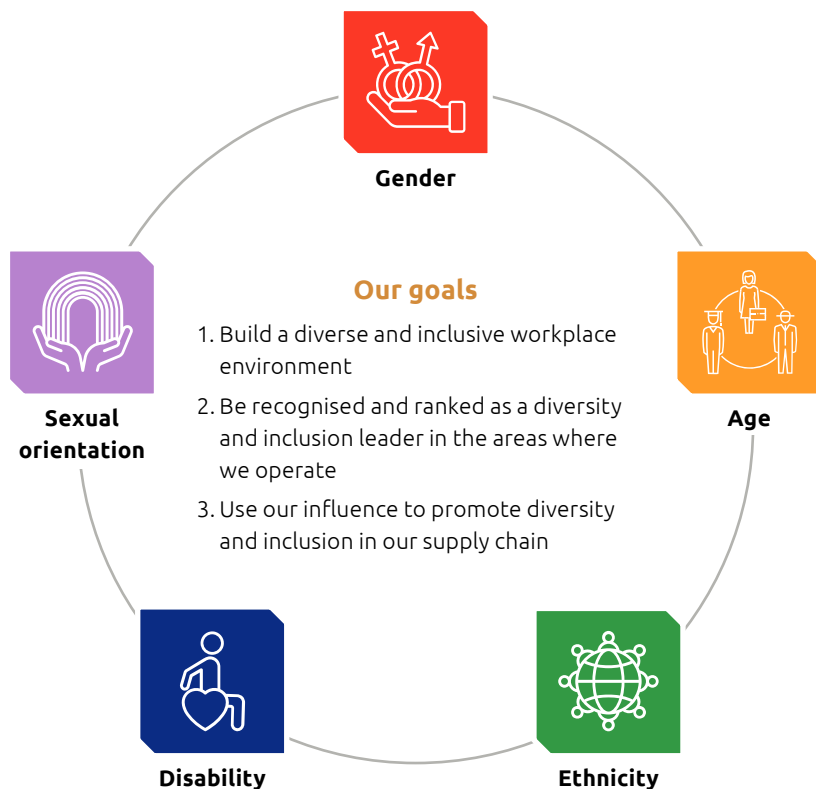 Gender
Our goals
1. Build a diverse and inclusive workplace
environment
2. Be recognised and ranked as a diversity
and inclusion leader in the areas where
we operate
3. Use our influence to promote diversity
and inclusion in our supply chain
Sexual
orientation
Age
Disability
Ethnicity